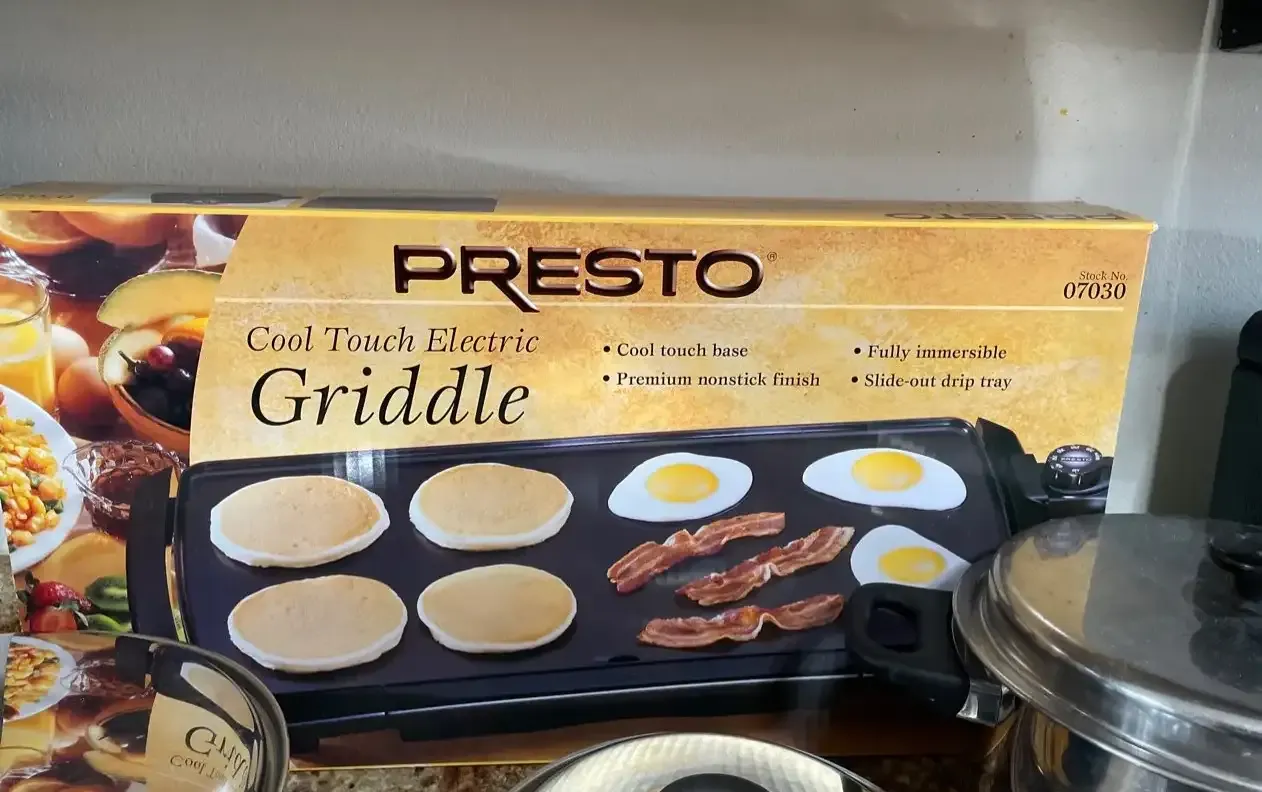 PRESTO®
Stock No.
07030
Cool Touch Electric
Griddle
• Cool touch base
• Premium nonstick finish
• Fully immersible
• Slide-out drip tray
PRESTO